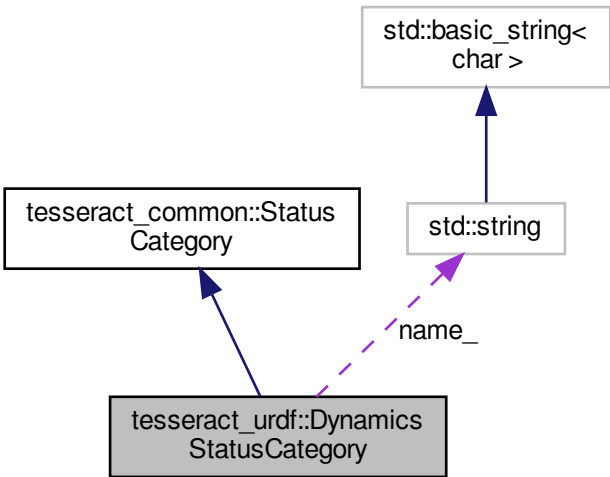 std::basic_string<
char >
tesseract_common::Status
Category
std::string
name_
tesseract_urdf::Dynamics
StatusCategory